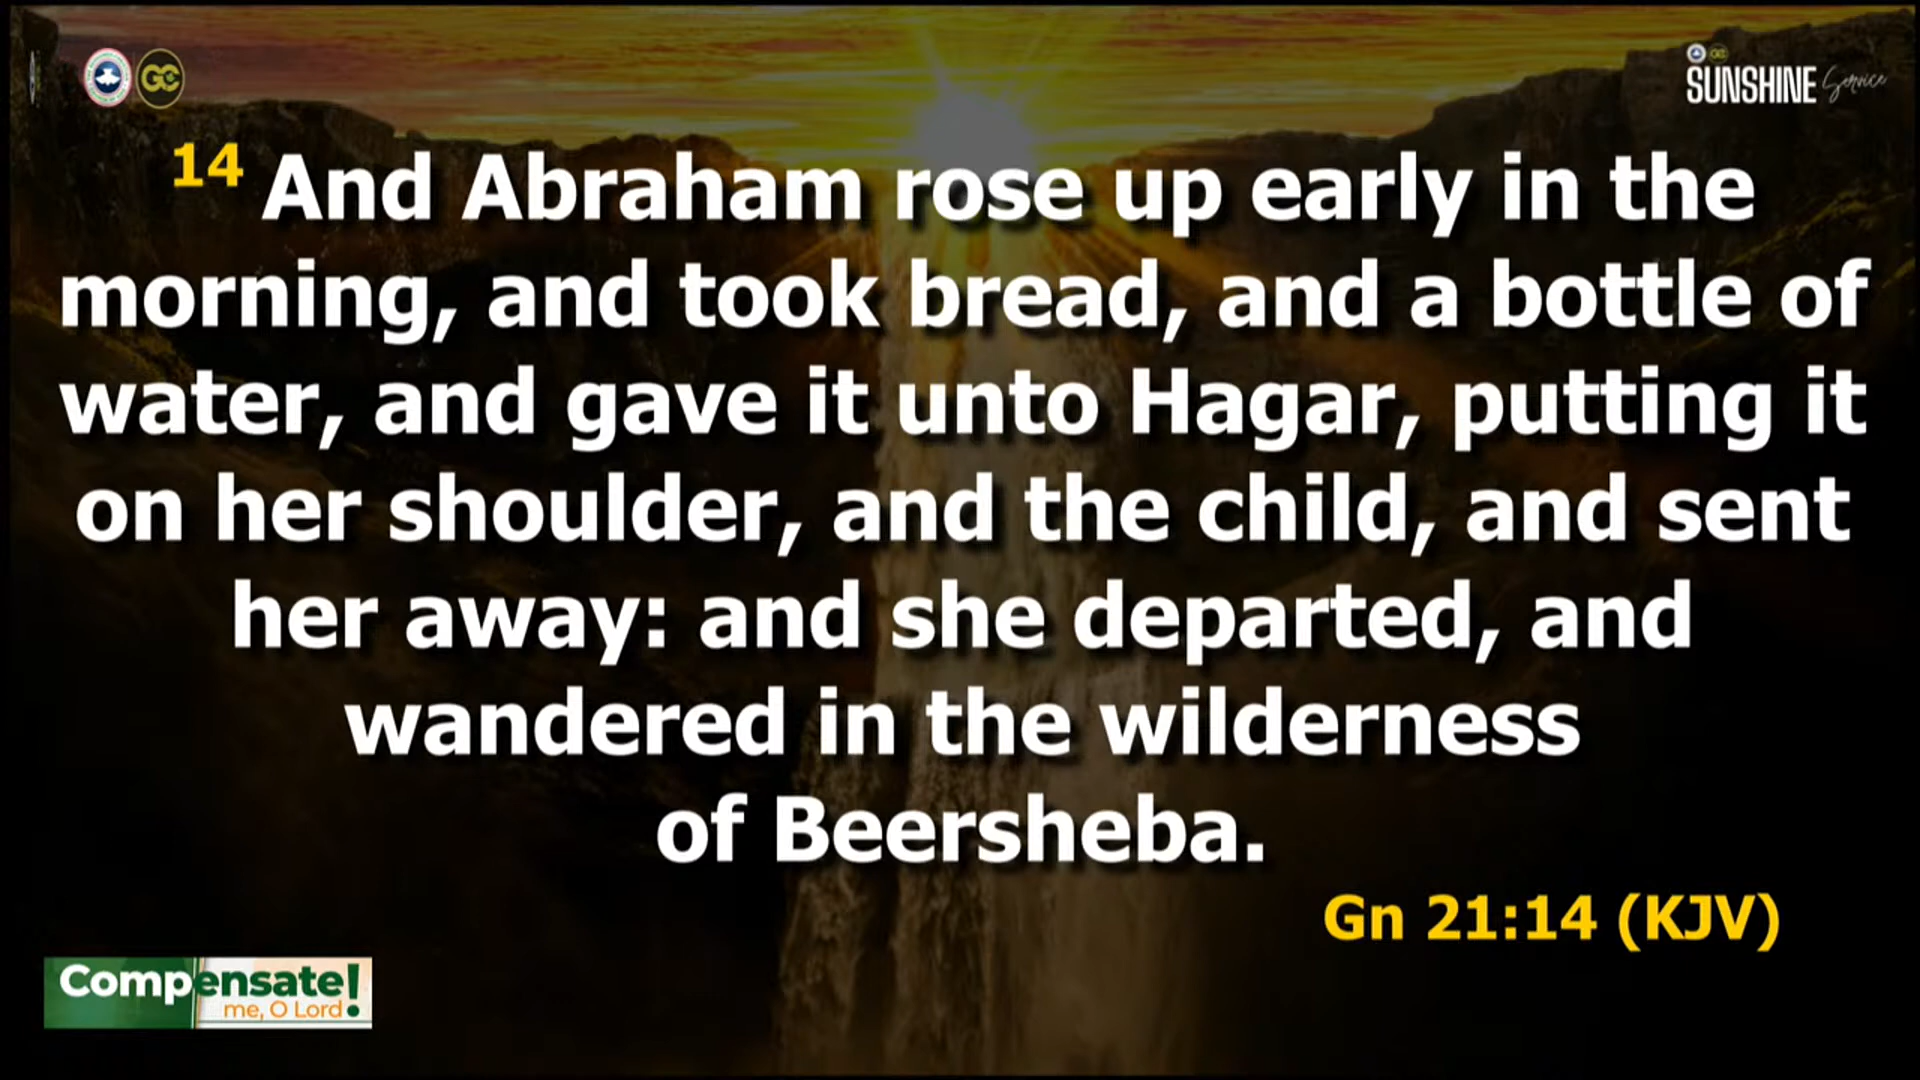 GC
SUNSHINE Service
14 And Abraham rose up early in the
morning, and took bread, and a bottle of
water, and gave it unto Hagar, putting it
on her shoulder, and the child, and sent
her away: and she departed, and
wandered in the wilderness
of Beersheba.
Gn 21:14 (KJV)
Compensate!
me, O Lord